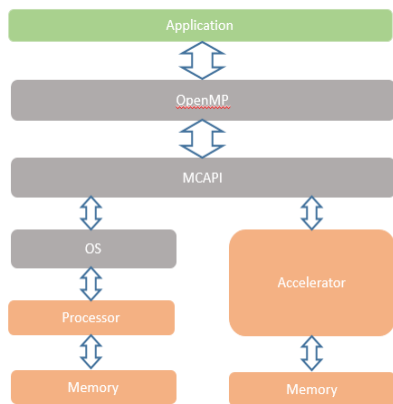 Application
OpenMP
MCAPI
OS
Accelerator
Processor
Memory
Memory